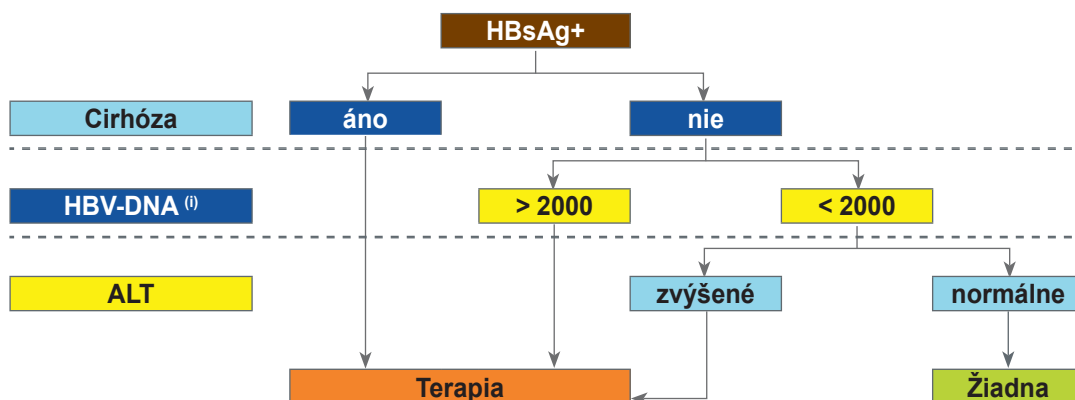 HBsAg+
Cirhóza áno nie
HBV-DNA (i) > 2000 < 2000
ALT zvýšené normálne
Terapia Žiadna